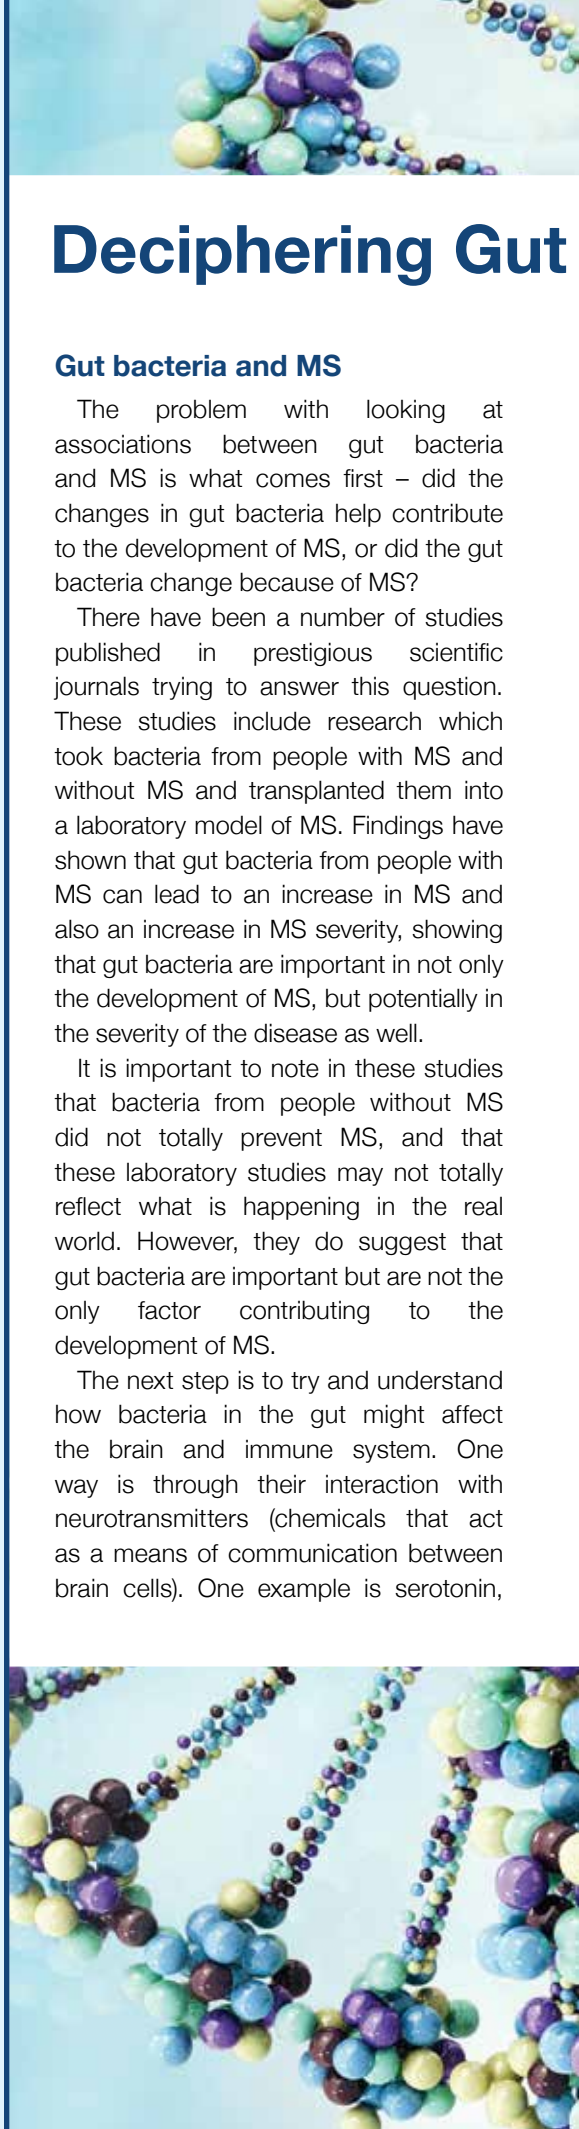 Deciphering Gut
Gut bacteria and MS
The problem with looking at
associations between gut bacteria
and MS is what comes first – did the
changes in gut bacteria help contribute
to the development of MS, or did the gut
bacteria change because of MS?
There have been a number of studies
published in prestigious scientific
journals trying to answer this question.
These studies include research which
took bacteria from people with MS and
without MS and transplanted them into
a laboratory model of MS. Findings have
shown that gut bacteria from people with
MS can lead to an increase in MS and
also an increase in MS severity, showing
that gut bacteria are important in not only
the development of MS, but potentially in
the severity of the disease as well.
It is important to note in these studies
that bacteria from people without MS
did not totally prevent MS, and that
these laboratory studies may not totally
reflect what is happening in the real
world. However, they do suggest that
gut bacteria are important but are not the
only factor contributing to the
development of MS.
The next step is to try and understand
how bacteria in the gut might affect
the brain and immune system. One
way is through their interaction with
neurotransmitters (chemicals that act
as a means of communication between
brain cells). One example is serotonin,